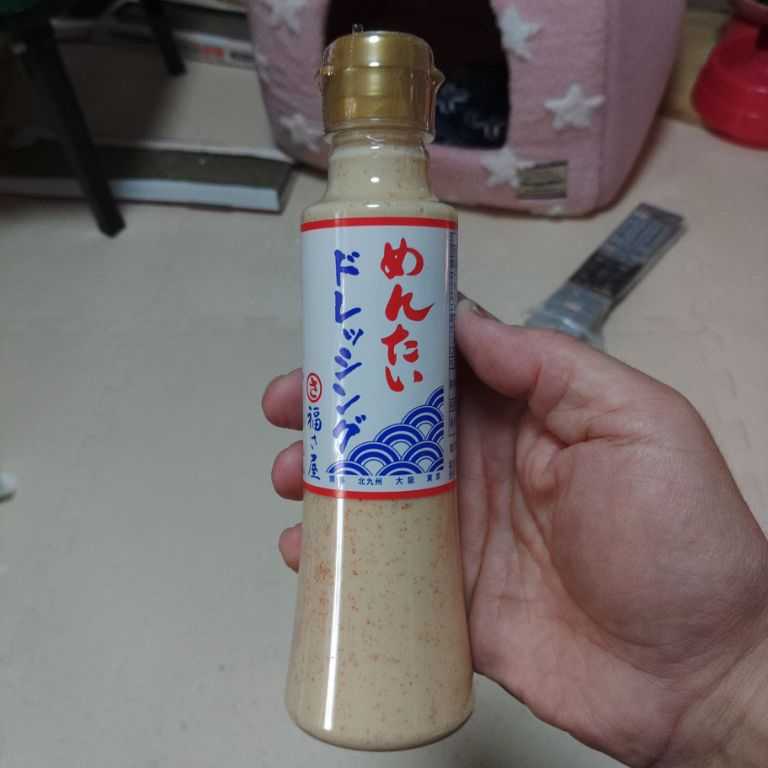 めんたい
ドレッシング
さ
福さ屋
博多 北九州 大阪 東京